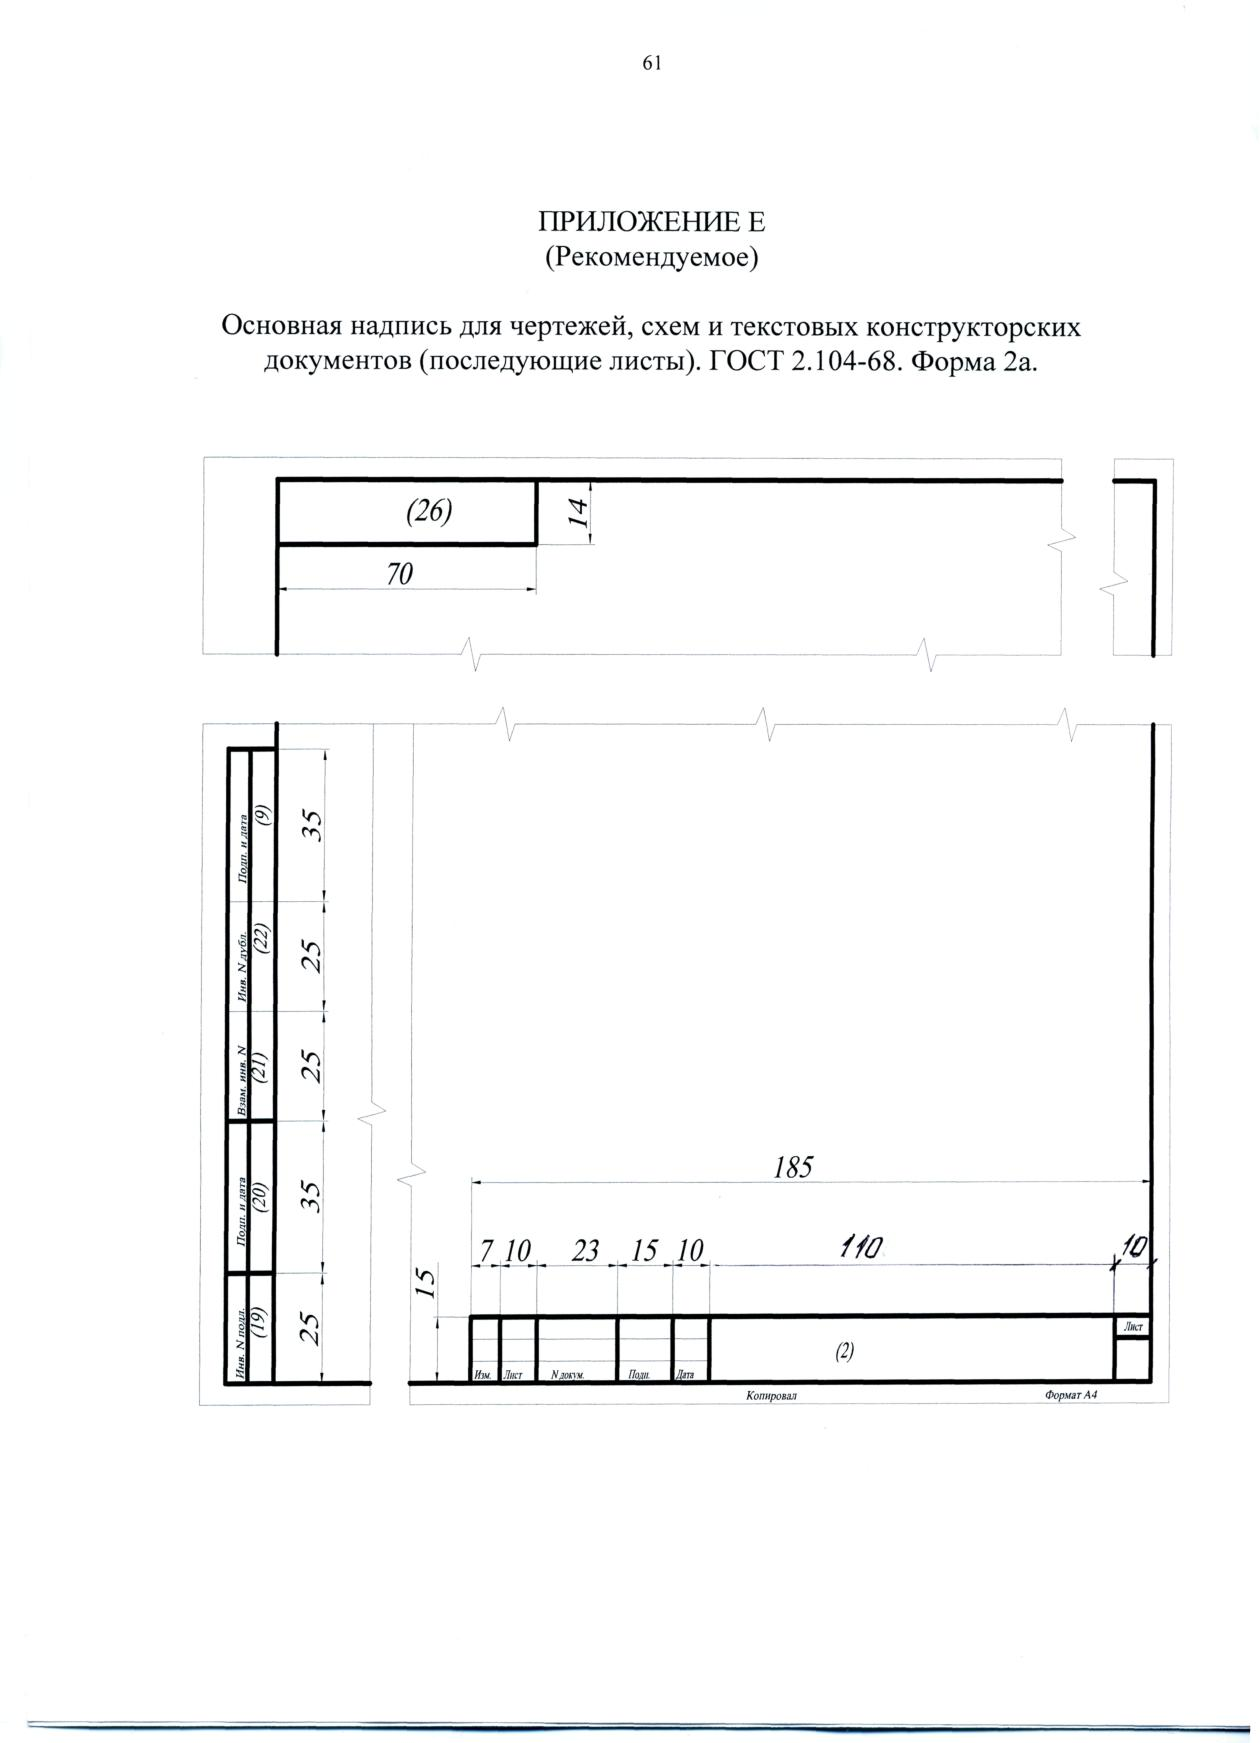 61
ПРИЛОЖЕНИЕ Е
(Рекомендуемое)
Основная надпись для чертежей, схем и текстовых конструкторских
документов (последующие листы). ГОСТ 2.104-68. Форма 2а.
(26)
14
70
Подп. и дата
(9)
35
Инв. N дубл.
(22)
25
Взам. инв. N
(21)
25
Подп. и дата
(20)
35
Инв. N подл.
(19)
25
185
7 10 23 15 10 110 10
15
Лист
(2)
Изм. Лист N докум. Подп. Дата
Копировал Формат А4